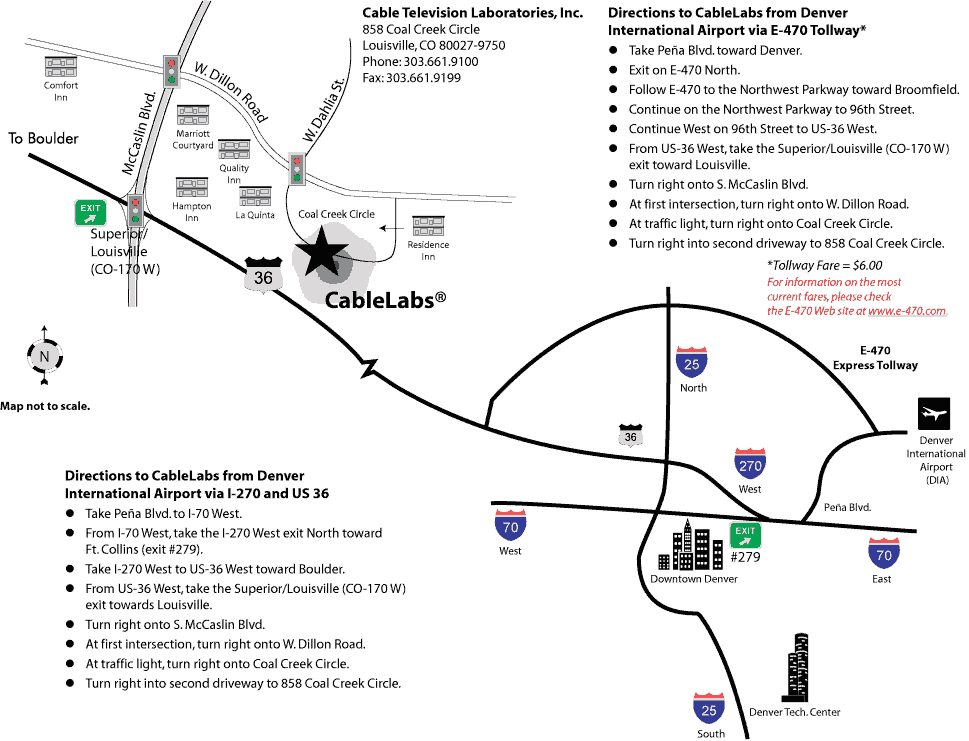 Cable Television Laboratories, Inc.
858 Coal Creek Circle
Louisville, CO 80027-9750
Phone: 303.661.9100
Fax: 303.661.9199
Directions to CableLabs from Denver
International Airport via E-470 Tollway*
● Take Peña Blvd. toward Denver.
● Exit on E-470 North.
● Follow E-470 to the Northwest Parkway toward Broomfield.
● Continue on the Northwest Parkway to 96th Street.
● Continue West on 96th Street to US-36 West.
● From US-36 West, take the Superior/Louisville (CO-170 W)
exit toward Louisville.
● Turn right onto S. McCaslin Blvd.
● At first intersection, turn right onto W. Dillon Road.
● At traffic light, turn right onto Coal Creek Circle.
● Turn right into second driveway to 858 Coal Creek Circle.
*Tollway Fare = $6.00
For information on the most
current fares, please check
the E-470 Web site at www.e-470.com.
Comfort
Inn
W. Dillon Road
McCaslin Blvd.
W. Dahlia St.
Marriott
Courtyard
To Boulder
Quality
Inn
Hampton
Inn
La Quinta
EXIT
Superior/
Louisville
(CO-170 W)
Coal Creek Circle
Residence
Inn
36
CableLabs®
N
Map not to scale.
25
North
E-470
Express Tollway
36
270
West
Denver
International
Airport
(DIA)
Peña Blvd.
70
West
EXIT
#279
70
East
Downtown Denver
Denver Tech. Center
25
South
Directions to CableLabs from Denver
International Airport via I-270 and US 36
● Take Peña Blvd. to I-70 West.
● From I-70 West, take the I-270 West exit North toward
Ft. Collins (exit #279).
● Take I-270 West to US-36 West toward Boulder.
● From US-36 West, take the Superior/Louisville (CO-170 W)
exit towards Louisville.
● Turn right onto S. McCaslin Blvd.
● At first intersection, turn right onto W. Dillon Road.
● At traffic light, turn right onto Coal Creek Circle.
● Turn right into second driveway to 858 Coal Creek Circle.